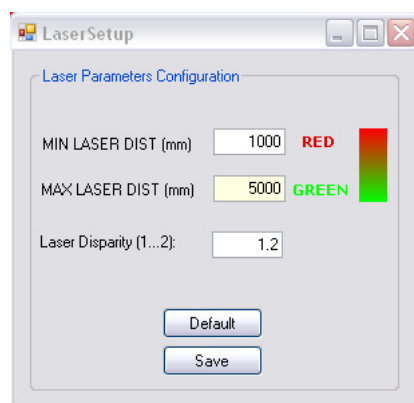 LaserSetup
Laser Parameters Configuration
MIN LASER DIST (mm) 1000 RED
MAX LASER DIST (mm) 5000 GREEN
Laser Disparity (1...2): 1.2
Default
Save